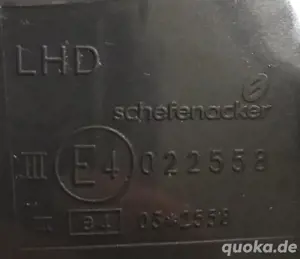 LHD
schefenacker
III E4 022558
quoka.de